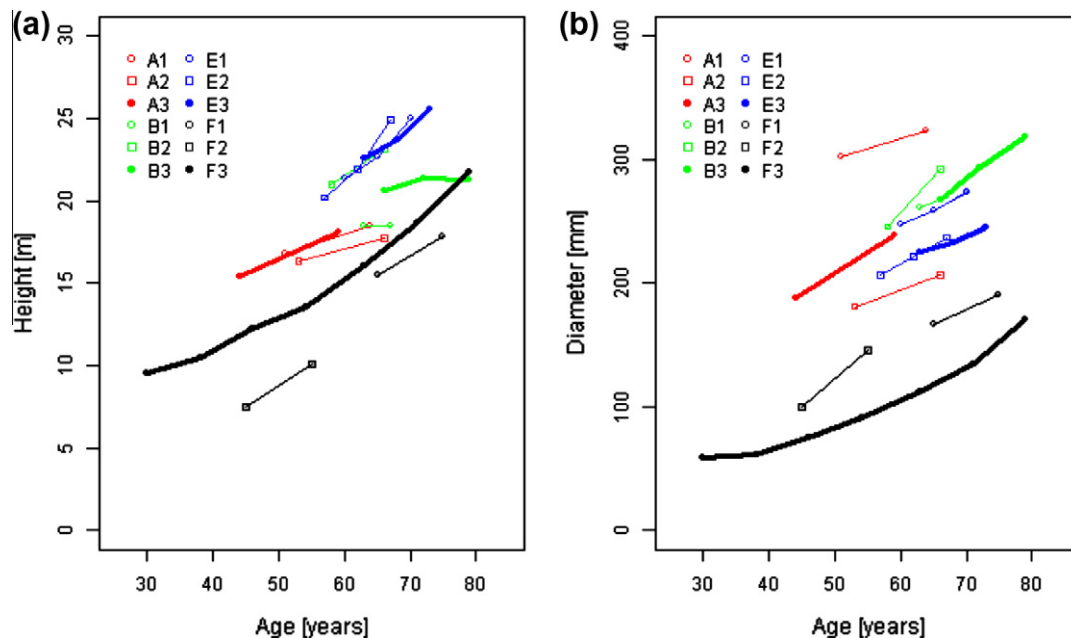 (a)
Height [m]
30
25
20
15
10
5
0
A1 E1
A2 E2
A3 E3
B1 F1
B2 F2
B3 F3
30 40 50 60 70 80
Age [years]
(b)
Diameter [mm]
400
300
200
100
0
A1 E1
A2 E2
A3 E3
B1 F1
B2 F2
B3 F3
30 40 50 60 70 80
Age [years]